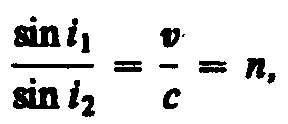 sin i₁ / sin i₂ = v / c = n,